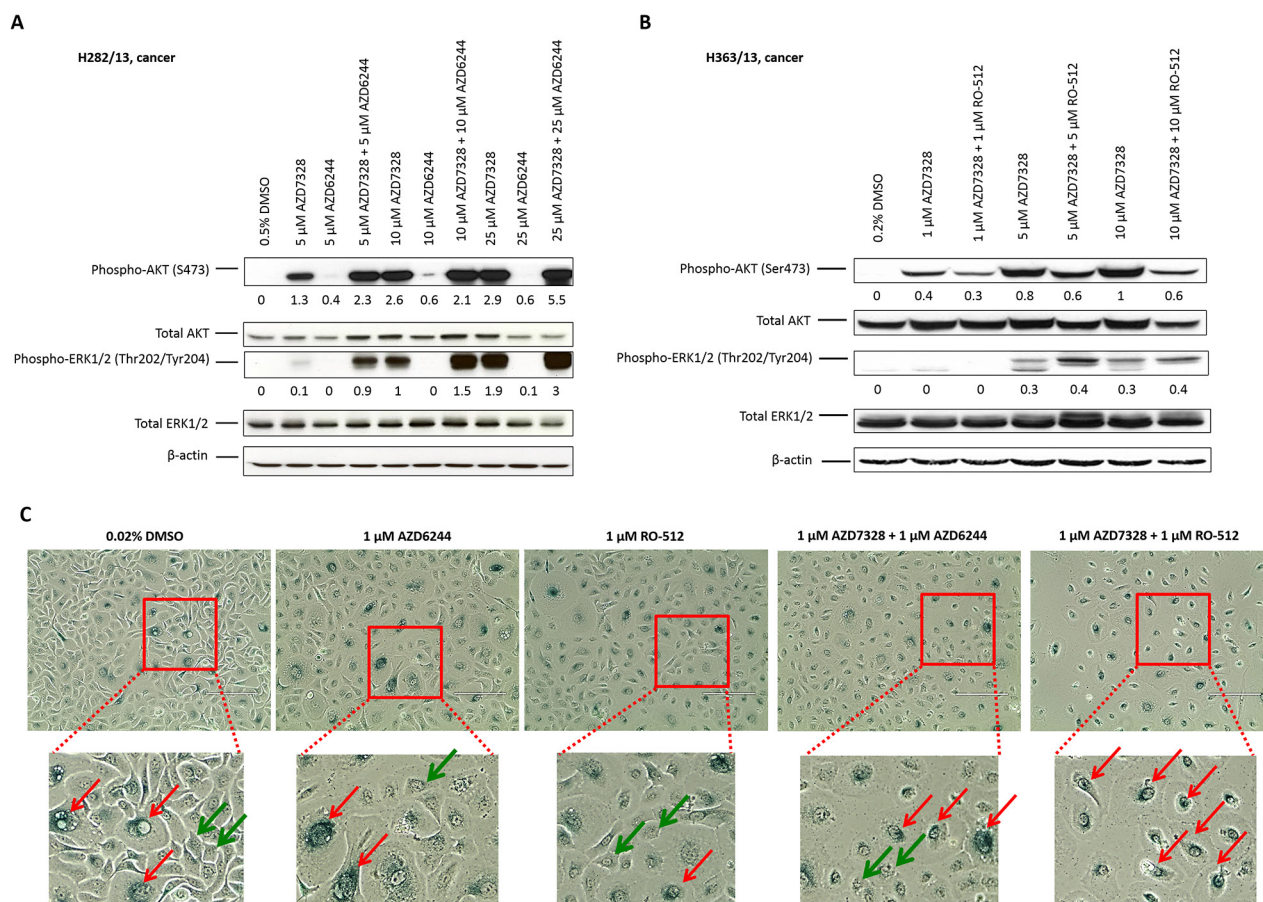 A
H282/13, cancer
0.5% DMSO
5 µM AZD7328
5 µM AZD6244
5 µM AZD7328 + 5 µM AZD6244
10 µM AZD7328
10 µM AZD6244
10 µM AZD7328 + 10 µM AZD6244
25 µM AZD7328
25 µM AZD6244
25 µM AZD7328 + 25 µM AZD6244
Phospho-AKT (S473)
0 1.3 0.4 2.3 2.6 0.6 2.1 2.9 0.6 5.5
Total AKT
Phospho-ERK1/2 (Thr202/Tyr204)
0 0.1 0 0.9 1 0 1.5 1.9 0.1 3
Total ERK1/2
β-actin
B
H363/13, cancer
0.2% DMSO
1 µM AZD7328
1 µM AZD7328 + 1 µM RO-512
5 µM AZD7328
5 µM AZD7328 + 5 µM RO-512
10 µM AZD7328
10 µM AZD7328 + 10 µM RO-512
Phospho-AKT (Ser473)
0 0.4 0.3 0.8 0.6 1 0.6
Total AKT
Phospho-ERK1/2 (Thr202/Tyr204)
0 0 0 0.3 0.4 0.3 0.4
Total ERK1/2
β-actin
C
0.02% DMSO
1 µM AZD6244
1 µM RO-512
1 µM AZD7328 + 1 µM AZD6244
1 µM AZD7328 + 1 µM RO-512